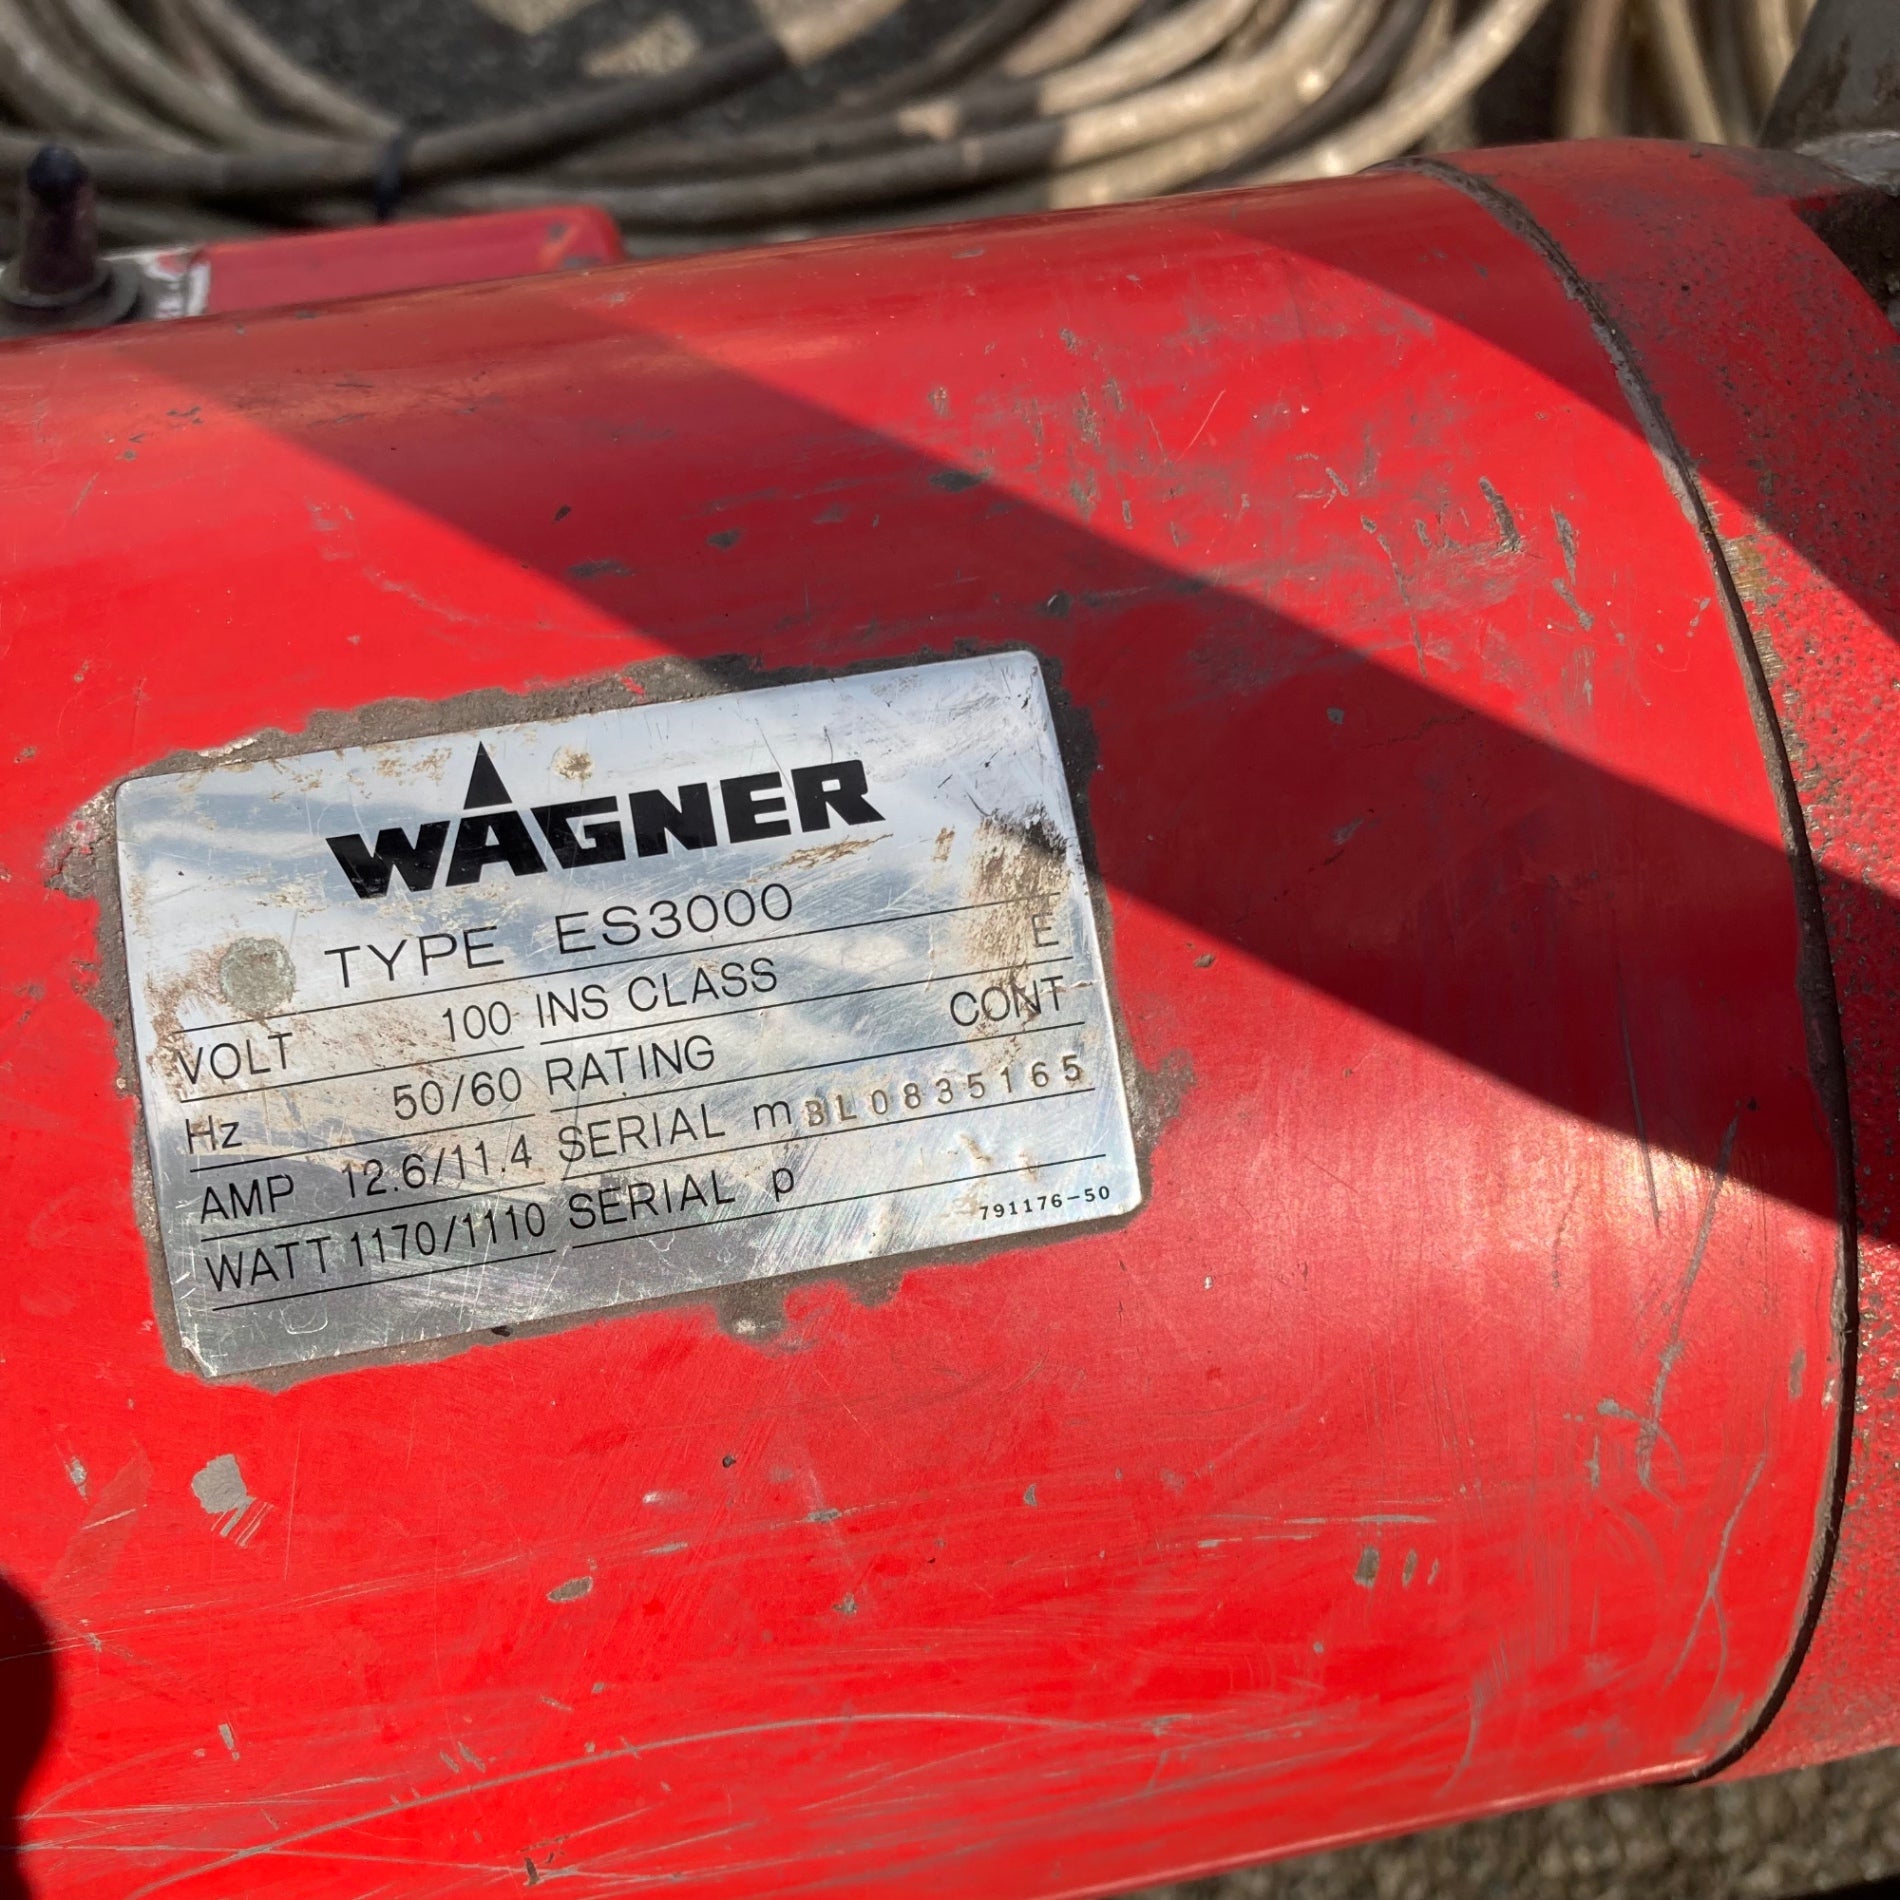 WAGNER
TYPE ES3000
VOLT 100 INS CLASS E
Hz 50/60 RATING CONT
AMP 12.6/11.4 SERIAL m BL0835165
WATT 1170/1110 SERIAL p
791176-50